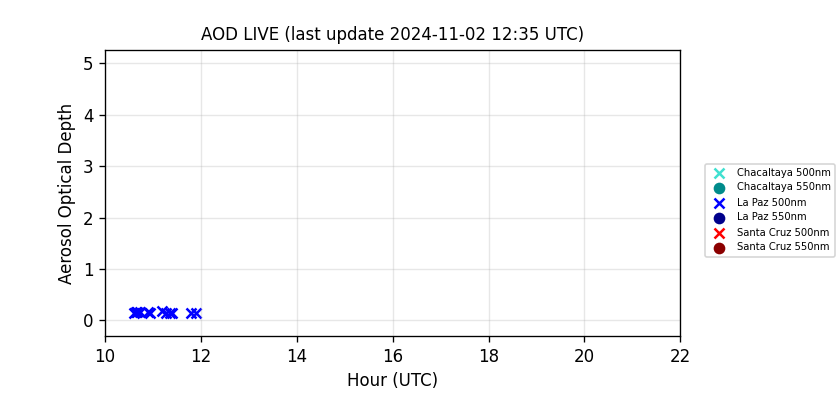 AOD LIVE (last update 2024-11-02 12:35 UTC)
Aerosol Optical Depth
5
4
3
2
1
0
10 12 14 16 18 20 22
Hour (UTC)
Chacaltaya 500nm
Chacaltaya 550nm
La Paz 500nm
La Paz 550nm
Santa Cruz 500nm
Santa Cruz 550nm